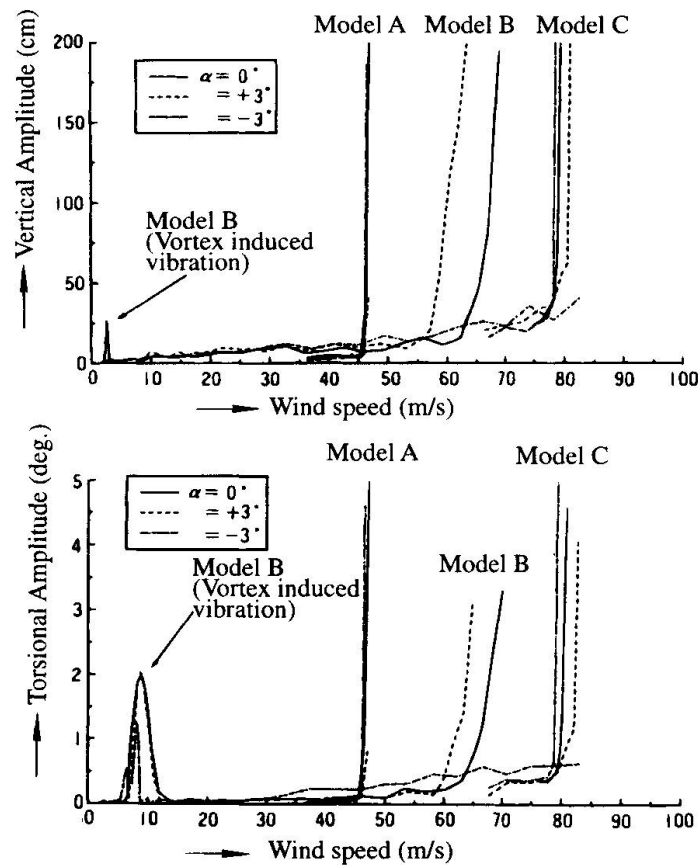 Model A Model B Model C
Vertical Amplitude (cm)
200
150
100
50
0
α = 0°
= +3°
= −3°
Model B
(Vortex induced
vibration)
0 10 20 30 40 50 60 70 80 90 100
Wind speed (m/s)
Model A Model C
Torsional Amplitude (deg.)
5
4
3
2
1
0
α = 0°
= +3°
= −3°
Model B
(Vortex induced
vibration)
Model B
0 10 20 30 40 50 60 70 80 90 100
Wind speed (m/s)